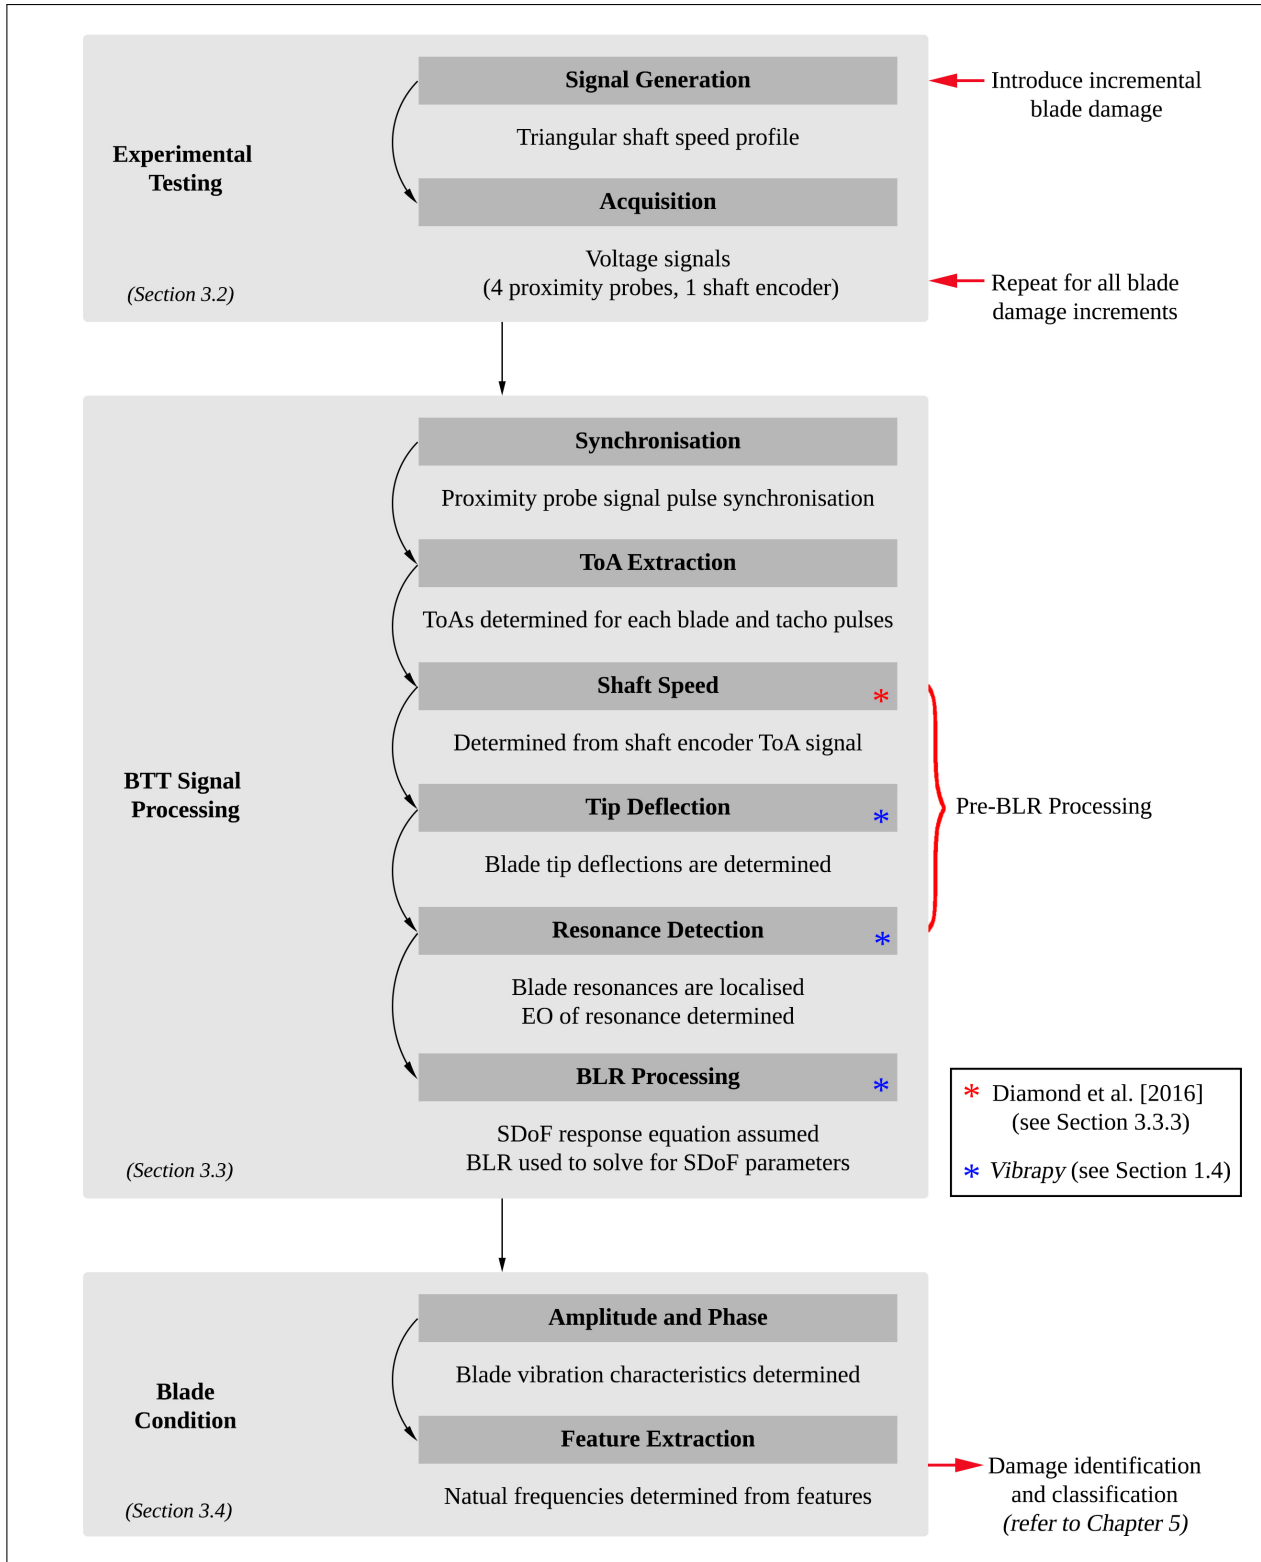 Signal Generation
Introduce incremental
blade damage
Triangular shaft speed profile
Experimental
Testing
Acquisition
Voltage signals
(4 proximity probes, 1 shaft encoder)
(Section 3.2)
Repeat for all blade
damage increments
Synchronisation
Proximity probe signal pulse synchronisation
ToA Extraction
ToAs determined for each blade and tacho pulses
Shaft Speed
*
Determined from shaft encoder ToA signal
BTT Signal
Processing
Tip Deflection
*
Pre-BLR Processing
Blade tip deflections are determined
Resonance Detection
*
Blade resonances are localised
EO of resonance determined
BLR Processing
*
SDoF response equation assumed
BLR used to solve for SDoF parameters
(Section 3.3)
* Diamond et al. [2016]
(see Section 3.3.3)
* Vibrapy (see Section 1.4)
Amplitude and Phase
Blade vibration characteristics determined
Blade
Condition
Feature Extraction
Natual frequencies determined from features
(Section 3.4)
Damage identification
and classification
(refer to Chapter 5)